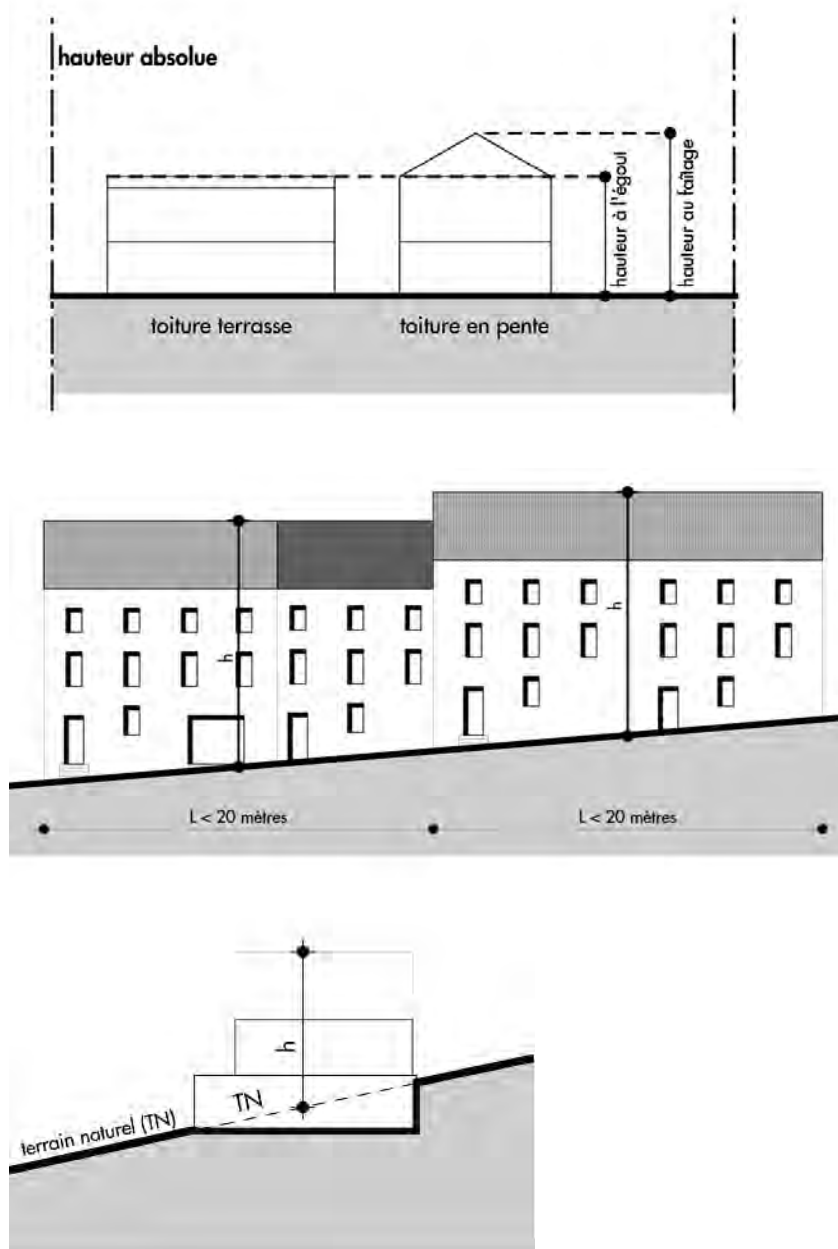 hauteur absolue
hauteur à l'égout
hauteur au faîtage
toiture terrasse
toiture en pente
h
h
L < 20 mètres
L < 20 mètres
h
TN
terrain naturel (TN)